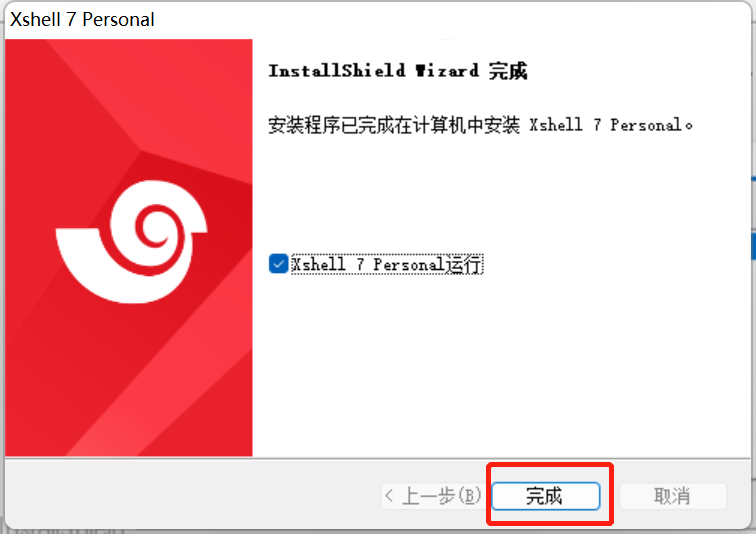 Xshell 7 Personal
InstallShield Wizard 完成
安装程序已完成在计算机中安装 Xshell 7 Personal。
Xshell 7 Personal运行
< 上一步(B)
完成
取消